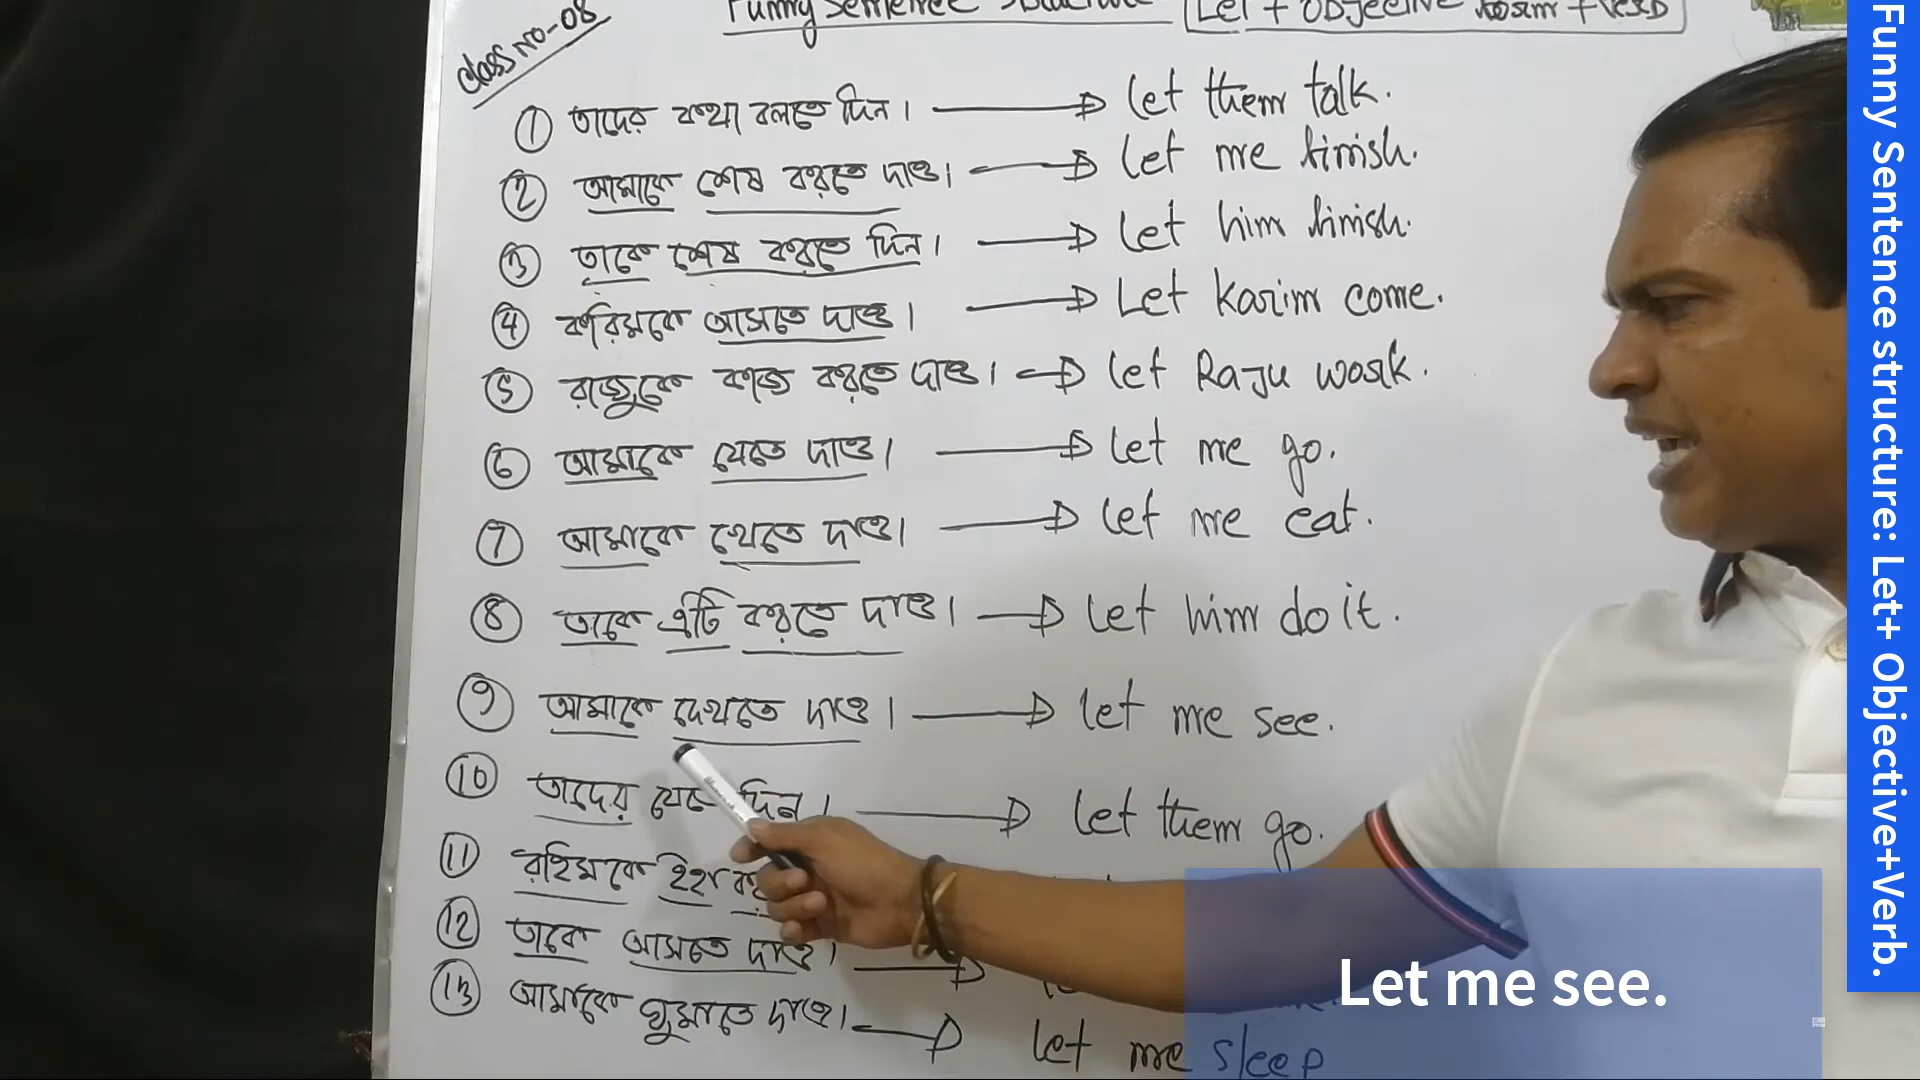 Class No-08
Funny Sentence Structure Let + Objective form + Verb
① তাদের কথা বলতে দিন। → Let them talk.
② আমাকে শেষ করতে দাও। → Let me finish.
③ তাকে শেষ করতে দিন। → Let him finish.
④ করিমকে আসতে দাও। → Let Karim come.
⑤ রাজুকে কাজ করতে দাও। → Let Raju work.
⑥ আমাকে যেতে দাও। → Let me go.
⑦ আমাকে খেতে দাও। → Let me eat.
⑧ তাকে এটি করতে দাও। → Let him do it.
⑨ আমাকে দেখতে দাও। → Let me see.
⑩ তাদের যেতে দিন। → Let them go.
⑪ রহিমকে ইহা
⑫ তাকে আসতে দাও। →
⑬ আমাকে ঘুমাতে দাও। → Let me sleep
Let me see.
Funny Sentence structure: Let+ Objective+Verb.